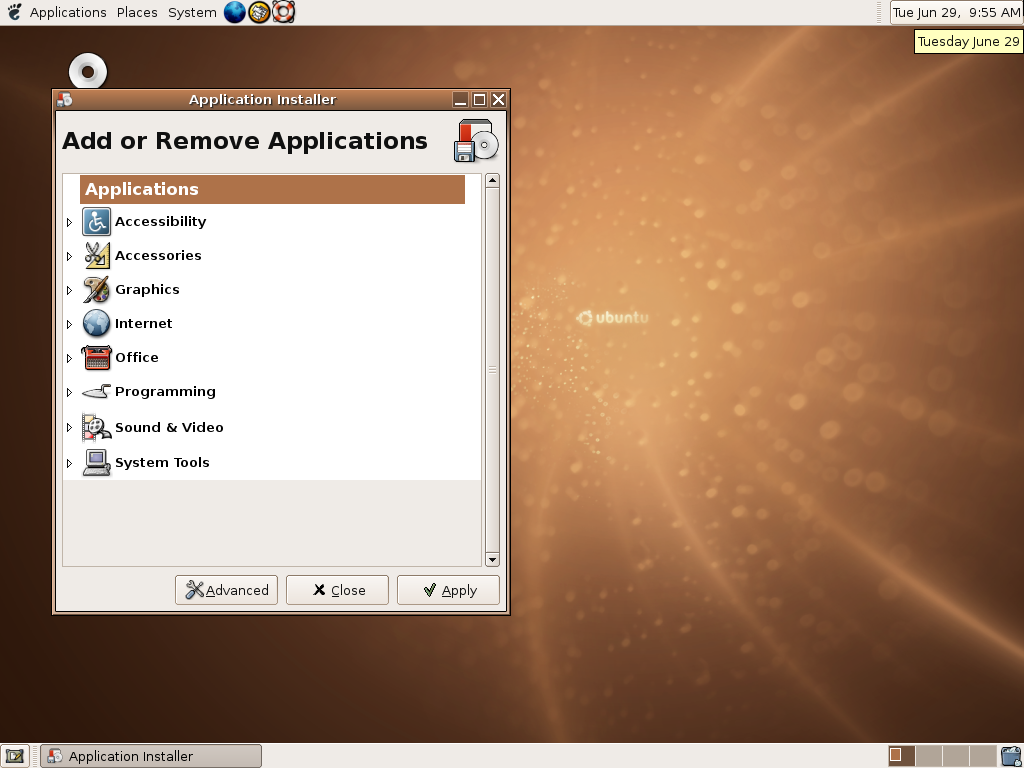 Applications Places System
Tue Jun 29, 9:55 AM
Tuesday June 29
Application Installer
Add or Remove Applications
Applications
Accessibility
Accessories
Graphics
Internet
Office
Programming
Sound & Video
System Tools
ubuntu
Advanced Close Apply
Application Installer